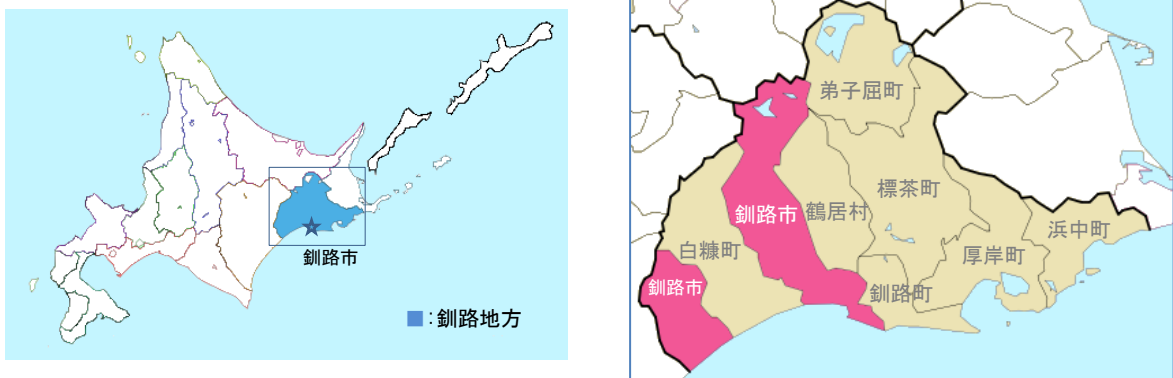 釧路市
■：釧路地方
弟子屈町
標茶町
釧路市
鶴居村
浜中町
白糠町
厚岸町
釧路市
釧路町